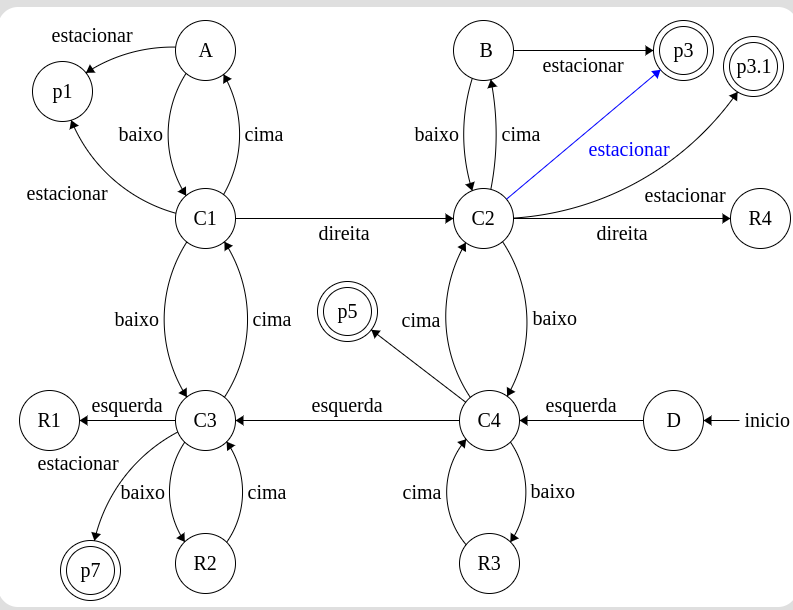 estacionar
A
B
p3
p3.1
p1
estacionar
baixo
cima
baixo
cima
estacionar
estacionar
estacionar
C1
C2
R4
direita
direita
p5
baixo
cima
cima
baixo
R1
esquerda
C3
esquerda
C4
esquerda
D
inicio
estacionar
baixo
cima
cima
baixo
p7
R2
R3